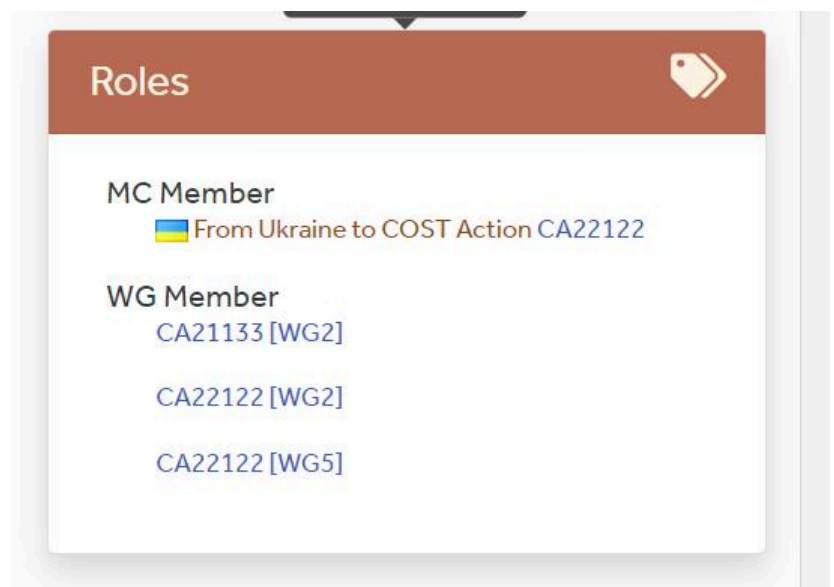 Roles
MC Member
From Ukraine to COST Action CA22122
WG Member
CA21133 [WG2]
CA22122 [WG2]
CA22122 [WG5]